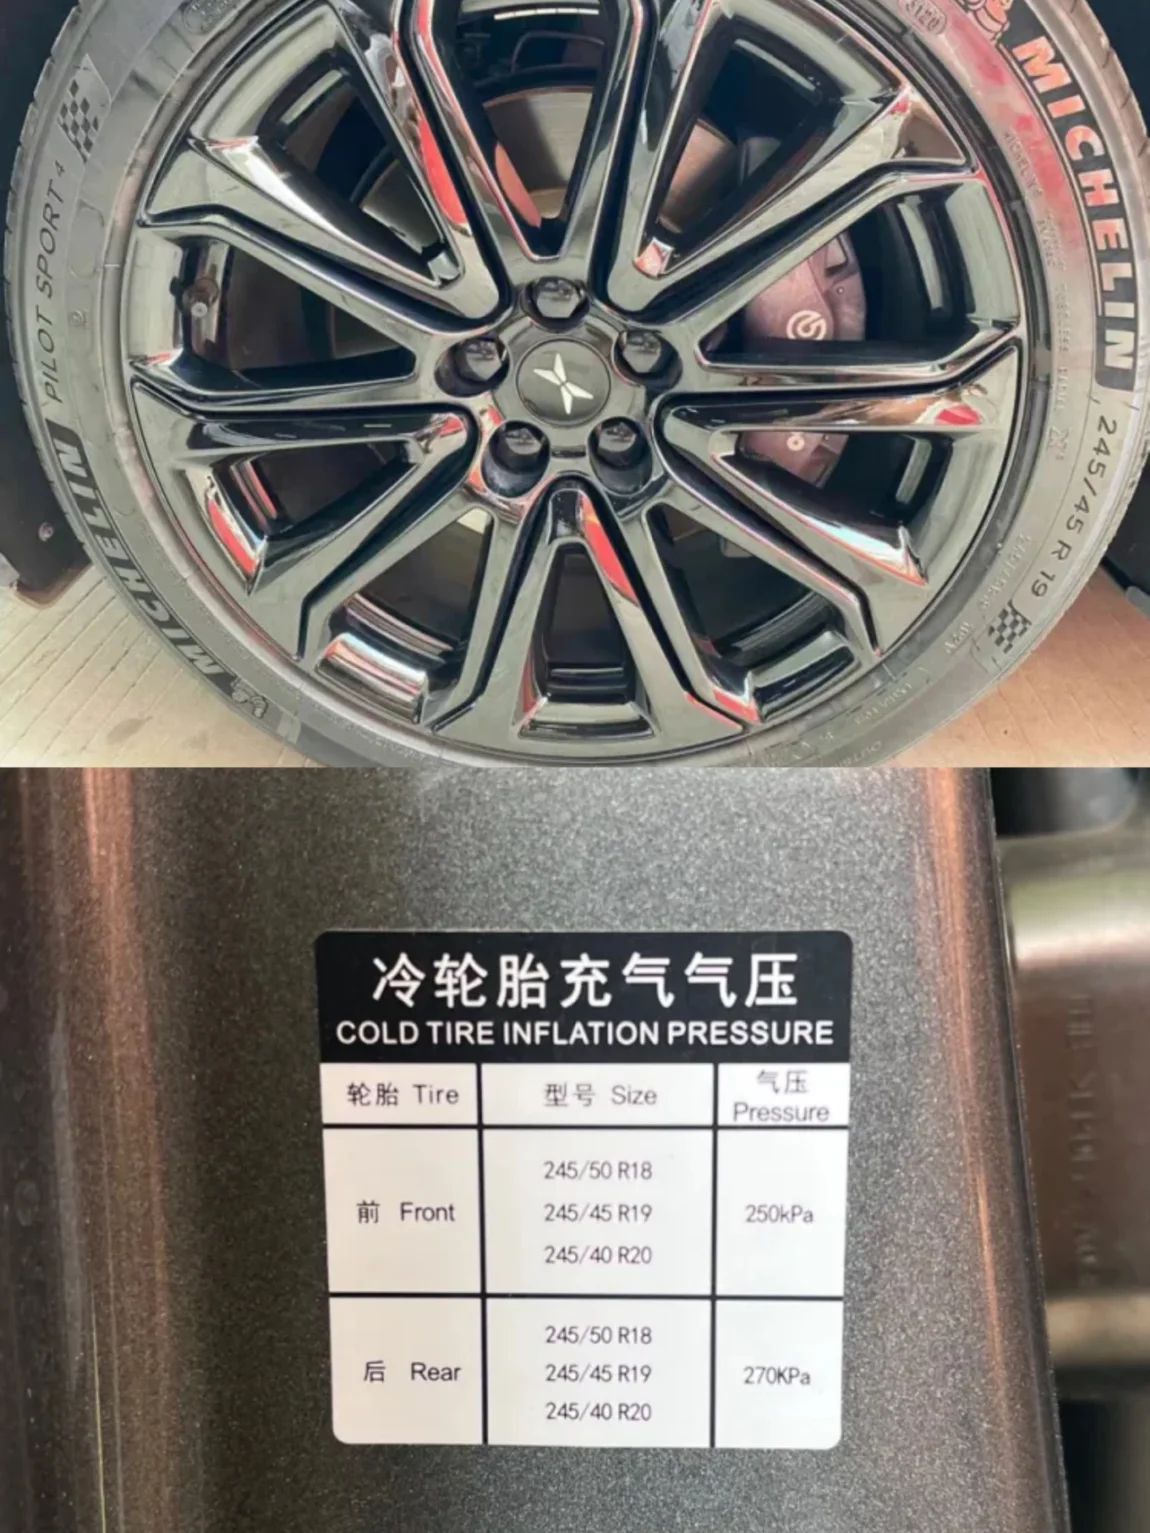 3120
MICHELIN
PILOT SPORT 4
MICHELIN
245/45 R 19
冷轮胎充气气压
COLD TIRE INFLATION PRESSURE
轮胎 Tire 型号 Size 气压 Pressure
245/50 R18
前 Front 245/45 R19 250kPa
245/40 R20
245/50 R18
后 Rear 245/45 R19 270KPa
245/40 R20